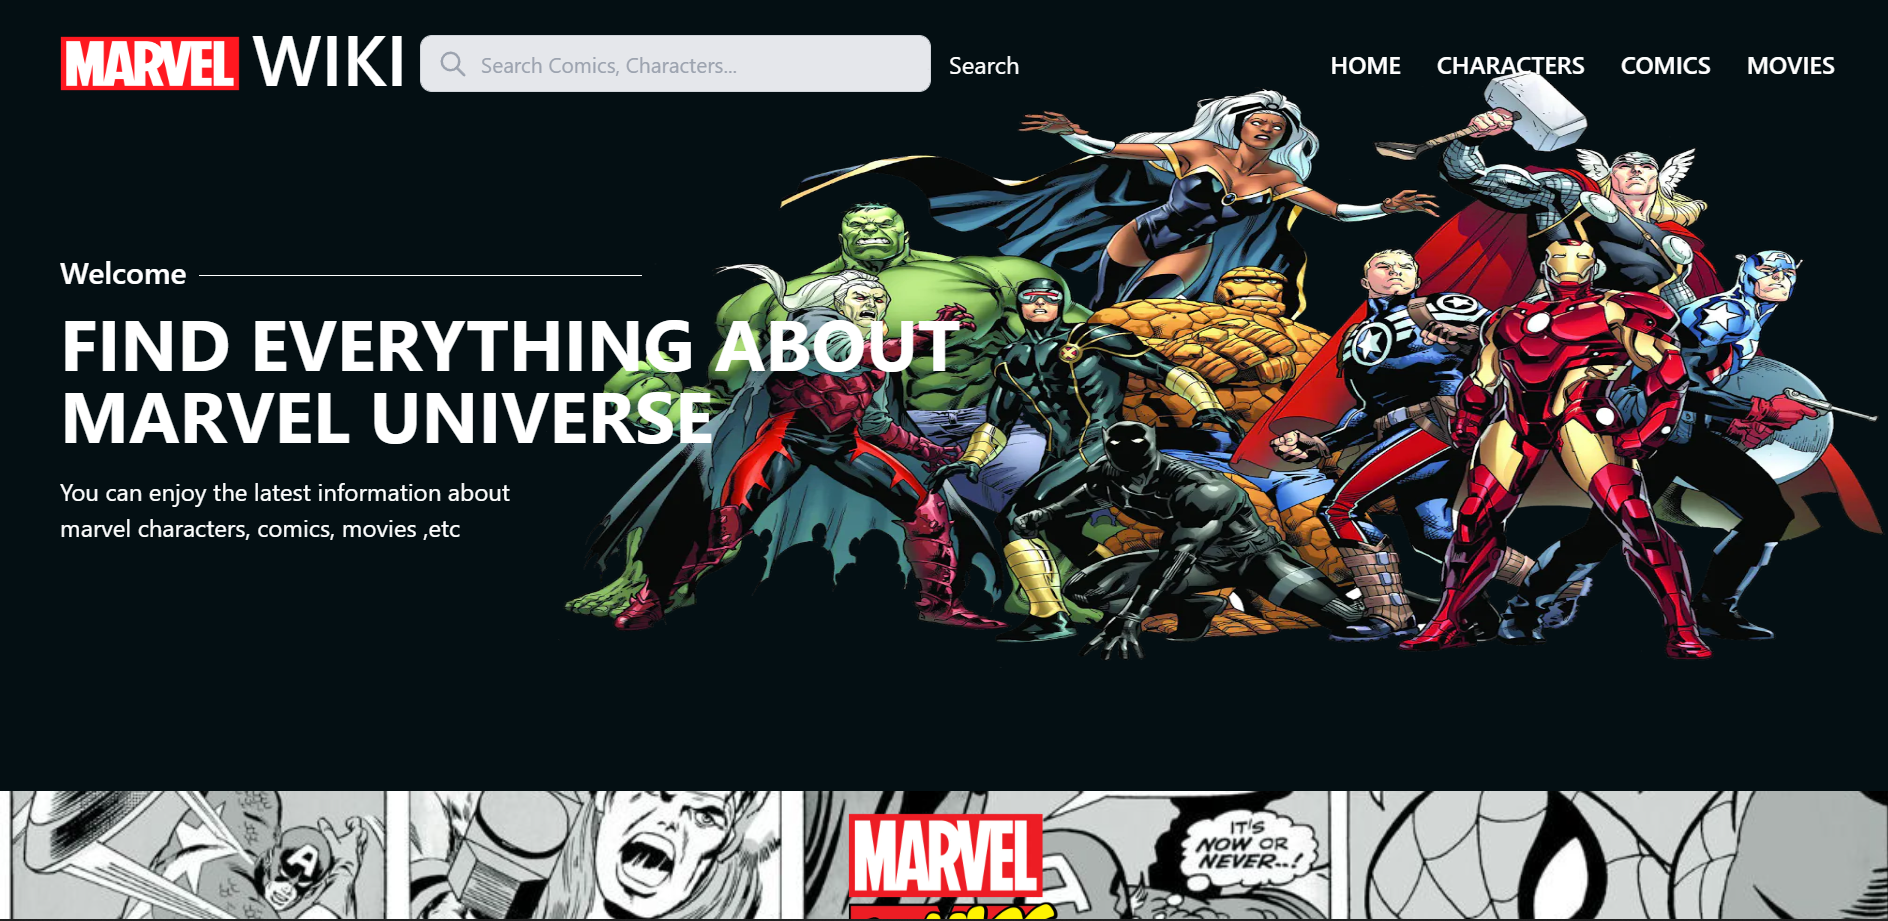 MARVEL WIKI
Search Comics, Characters...
Search
HOME CHARACTERS COMICS MOVIES
Welcome
FIND EVERYTHING ABOUT
MARVEL UNIVERSE
You can enjoy the latest information about
marvel characters, comics, movies ,etc
MARVEL
IT'S
NOW OR
NEVER..!
A
A